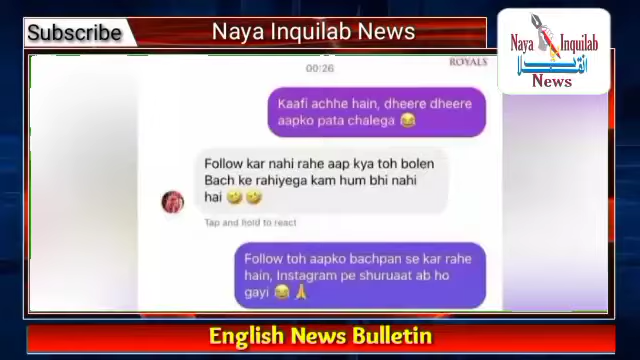 Subscribe
Naya Inquilab News
Naya Inquilab
انقلاب
News
ROYALS
00:26
Kaafi achhe hain, dheere dheere
aapko pata chalega 😂
Follow kar nahi rahe aap kya toh bolen
Bach ke rahiyega kam hum bhi nahi
hai 🤣🤣
Tap and hold to react
Follow toh aapko bachpan se kar rahe
hain, Instagram pe shuruaat ab ho
gayi 😂🙏
English News Bulletin